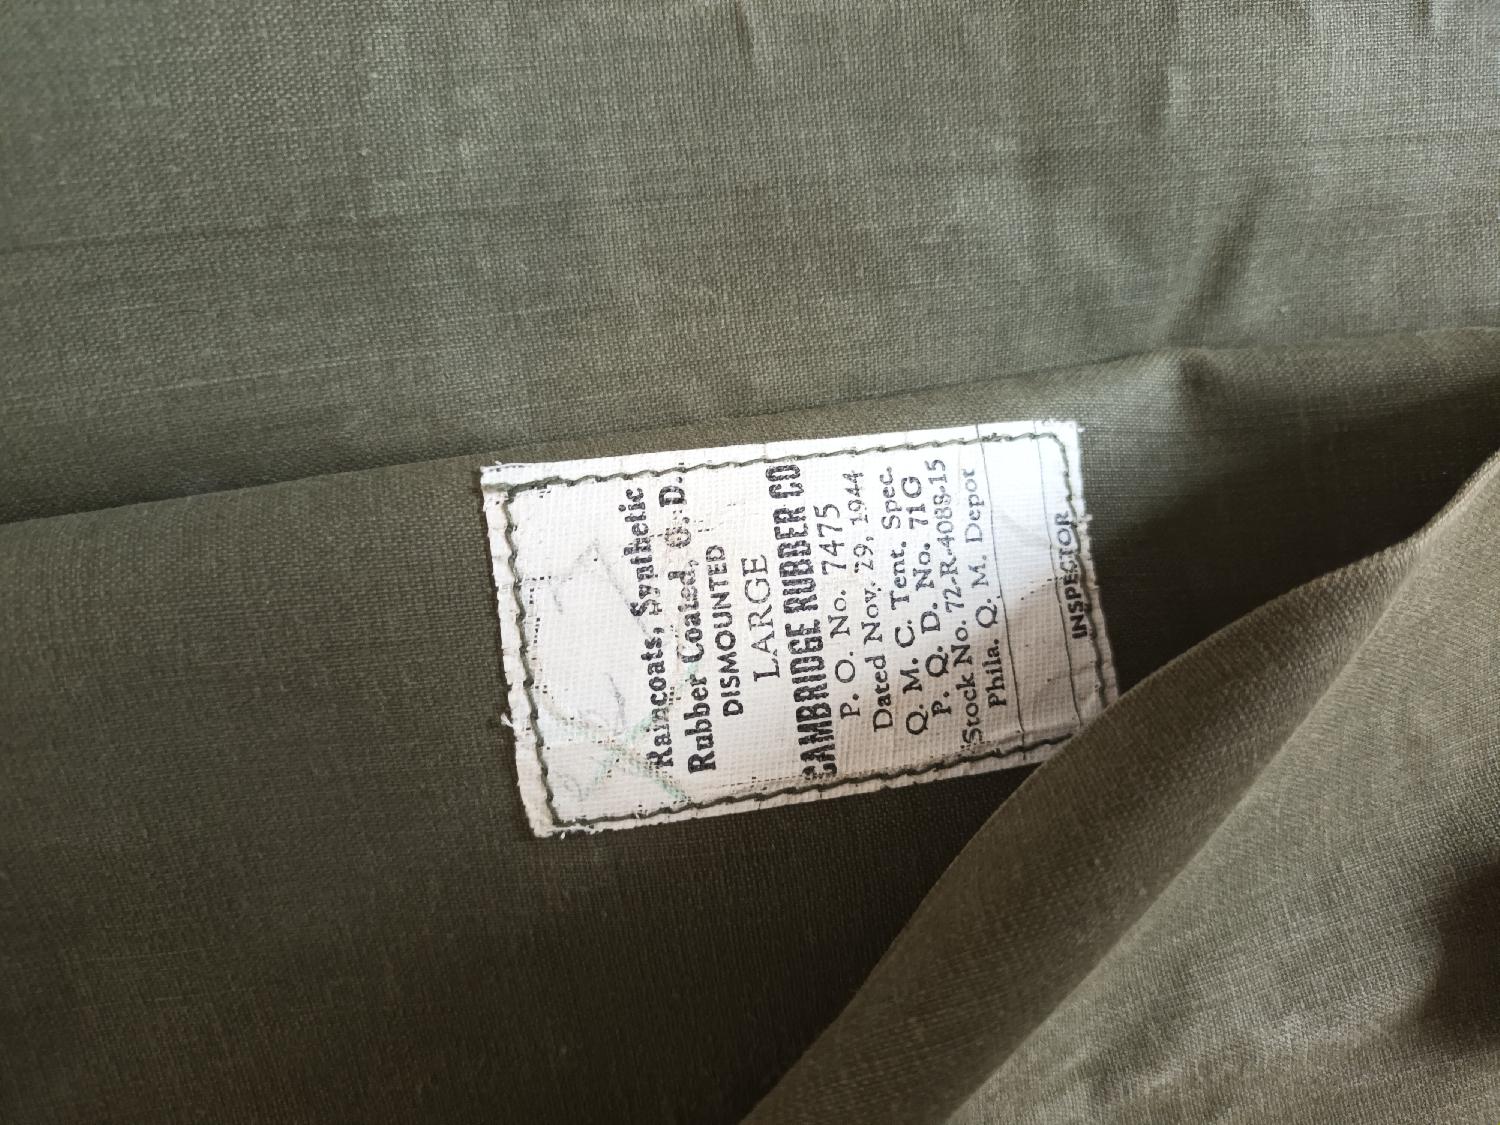 Raincoats, Synthetic
Rubber Coated, O. D.
DISMOUNTED
LARGE
CAMBRIDGE RUBBER CO
P. O. No. 7475
Dated Nov. 29, 1944
Q. M. C. Tent. Spec.
P. Q. D. No. 71G
Stock No. 72-R-4088-15
Phila. Q. M. Depot
INSPECTOR